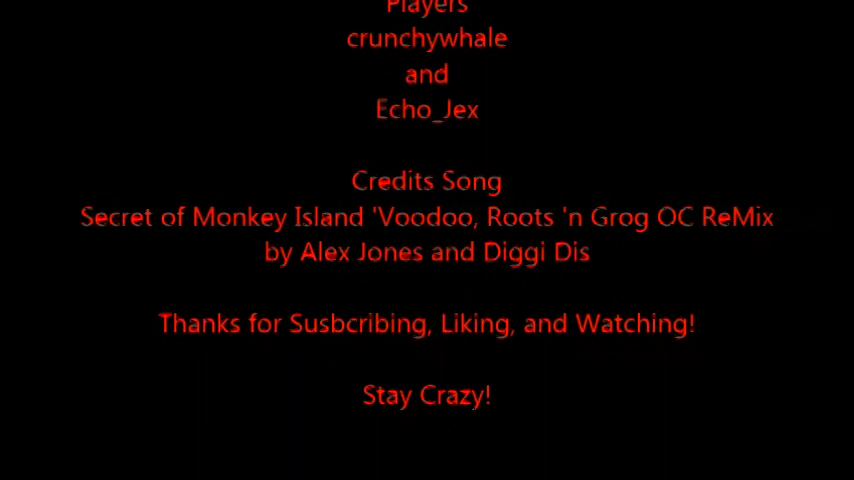 Players
crunchywhale
and
Echo_Jex
Credits Song
Secret of Monkey Island 'Voodoo, Roots 'n Grog OC ReMix
by Alex Jones and Diggi Dis
Thanks for Susbcribing, Liking, and Watching!
Stay Crazy!